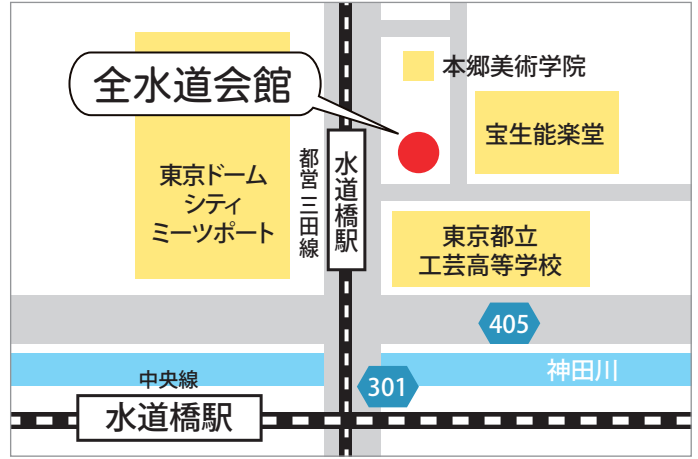 本郷美術学院
全水道会館
宝生能楽堂
東京ドーム
シティ
ミーツポート
都営三田線
水道橋駅
東京都立
工芸高等学校
405
神田川
中央線
301
水道橋駅